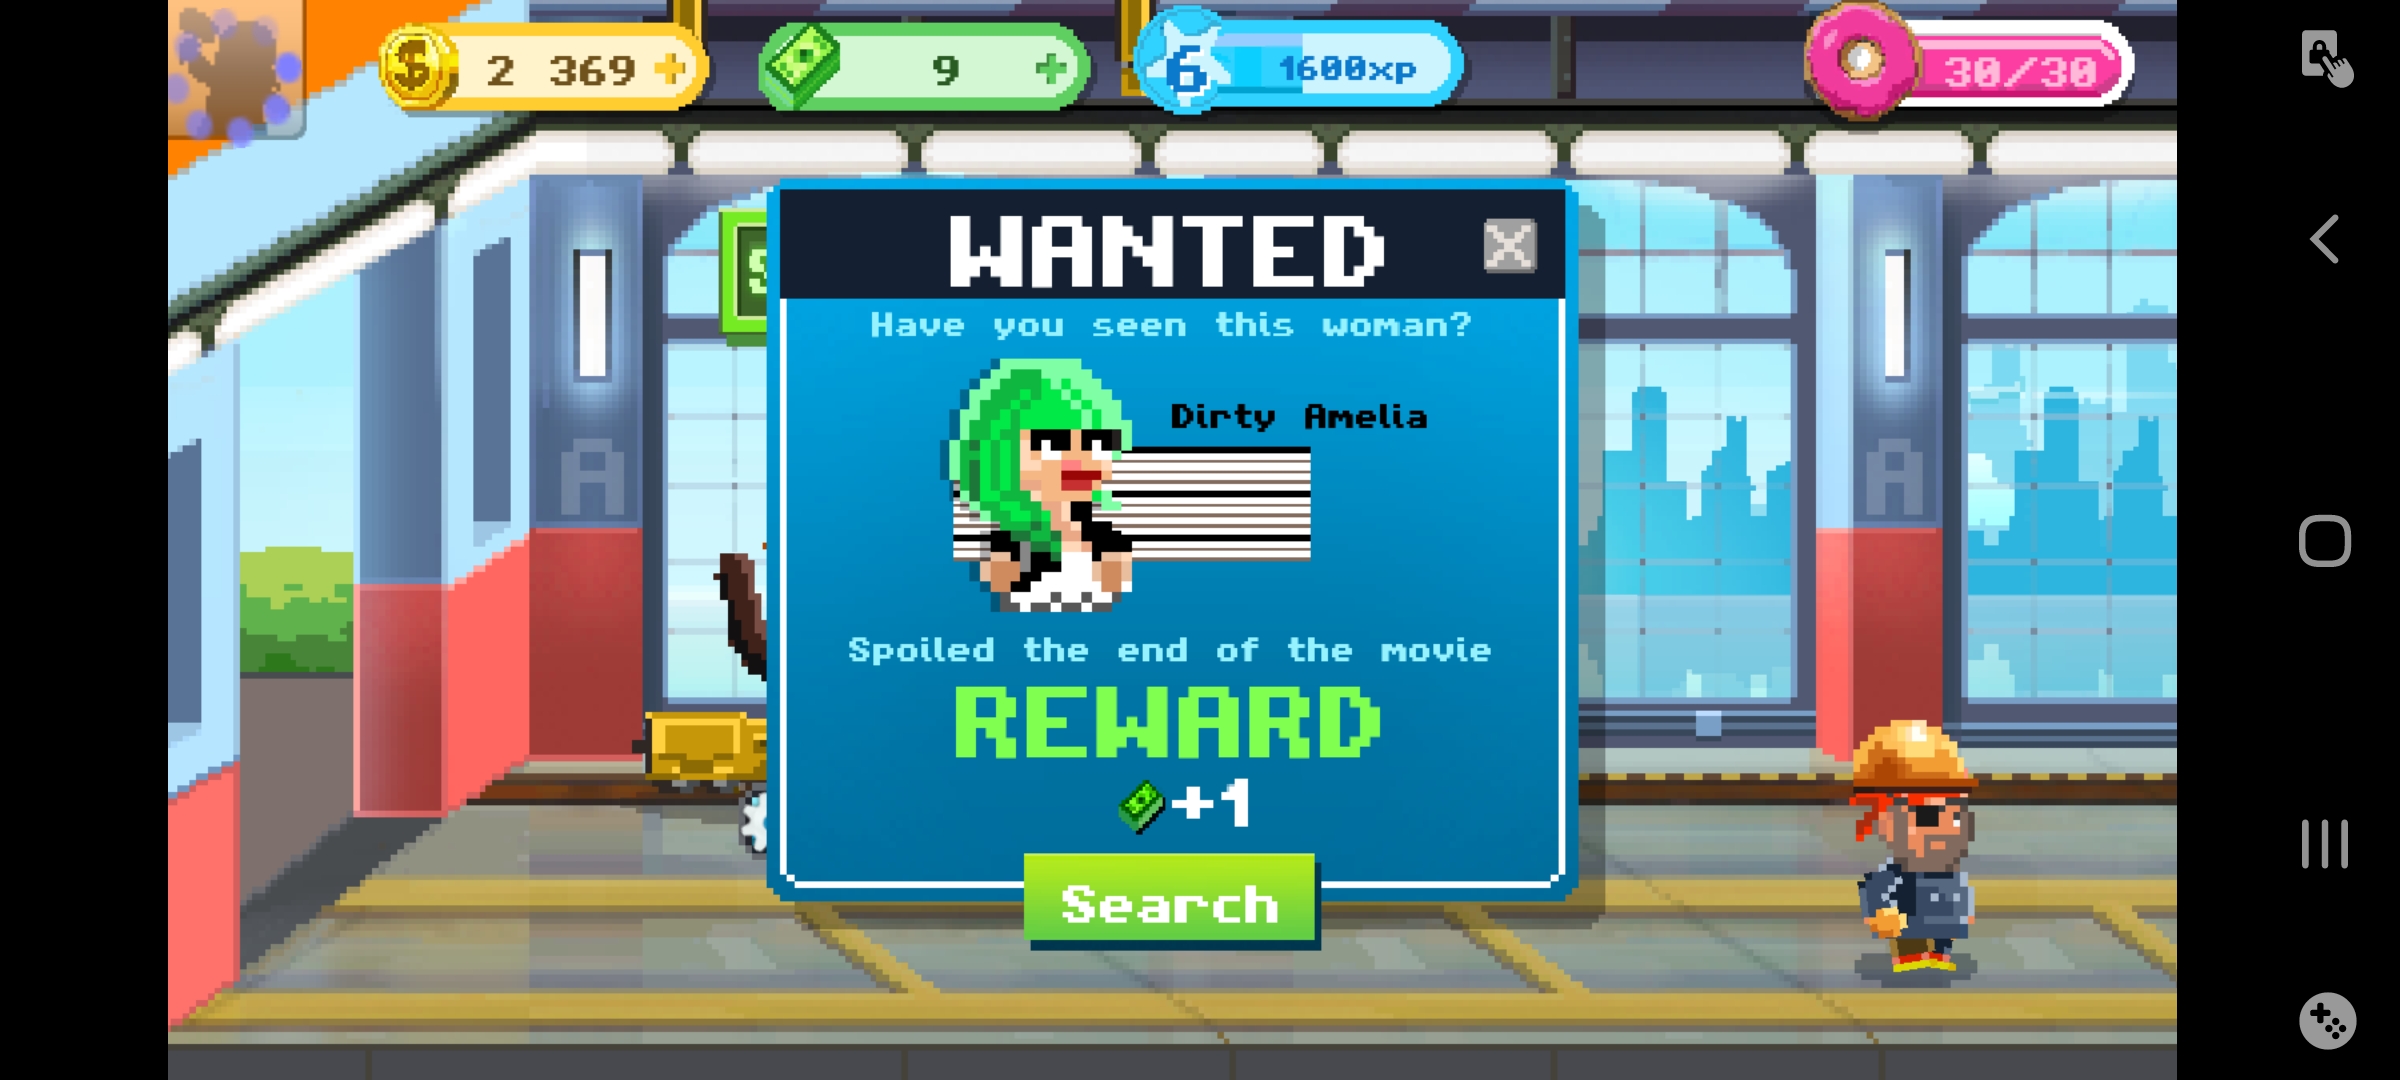 2 369 +
9 +
6 1600xp
30/30
WANTED
Have you seen this woman?
Dirty Amelia
Spoiled the end of the movie
REWARD
+1
Search
A
A